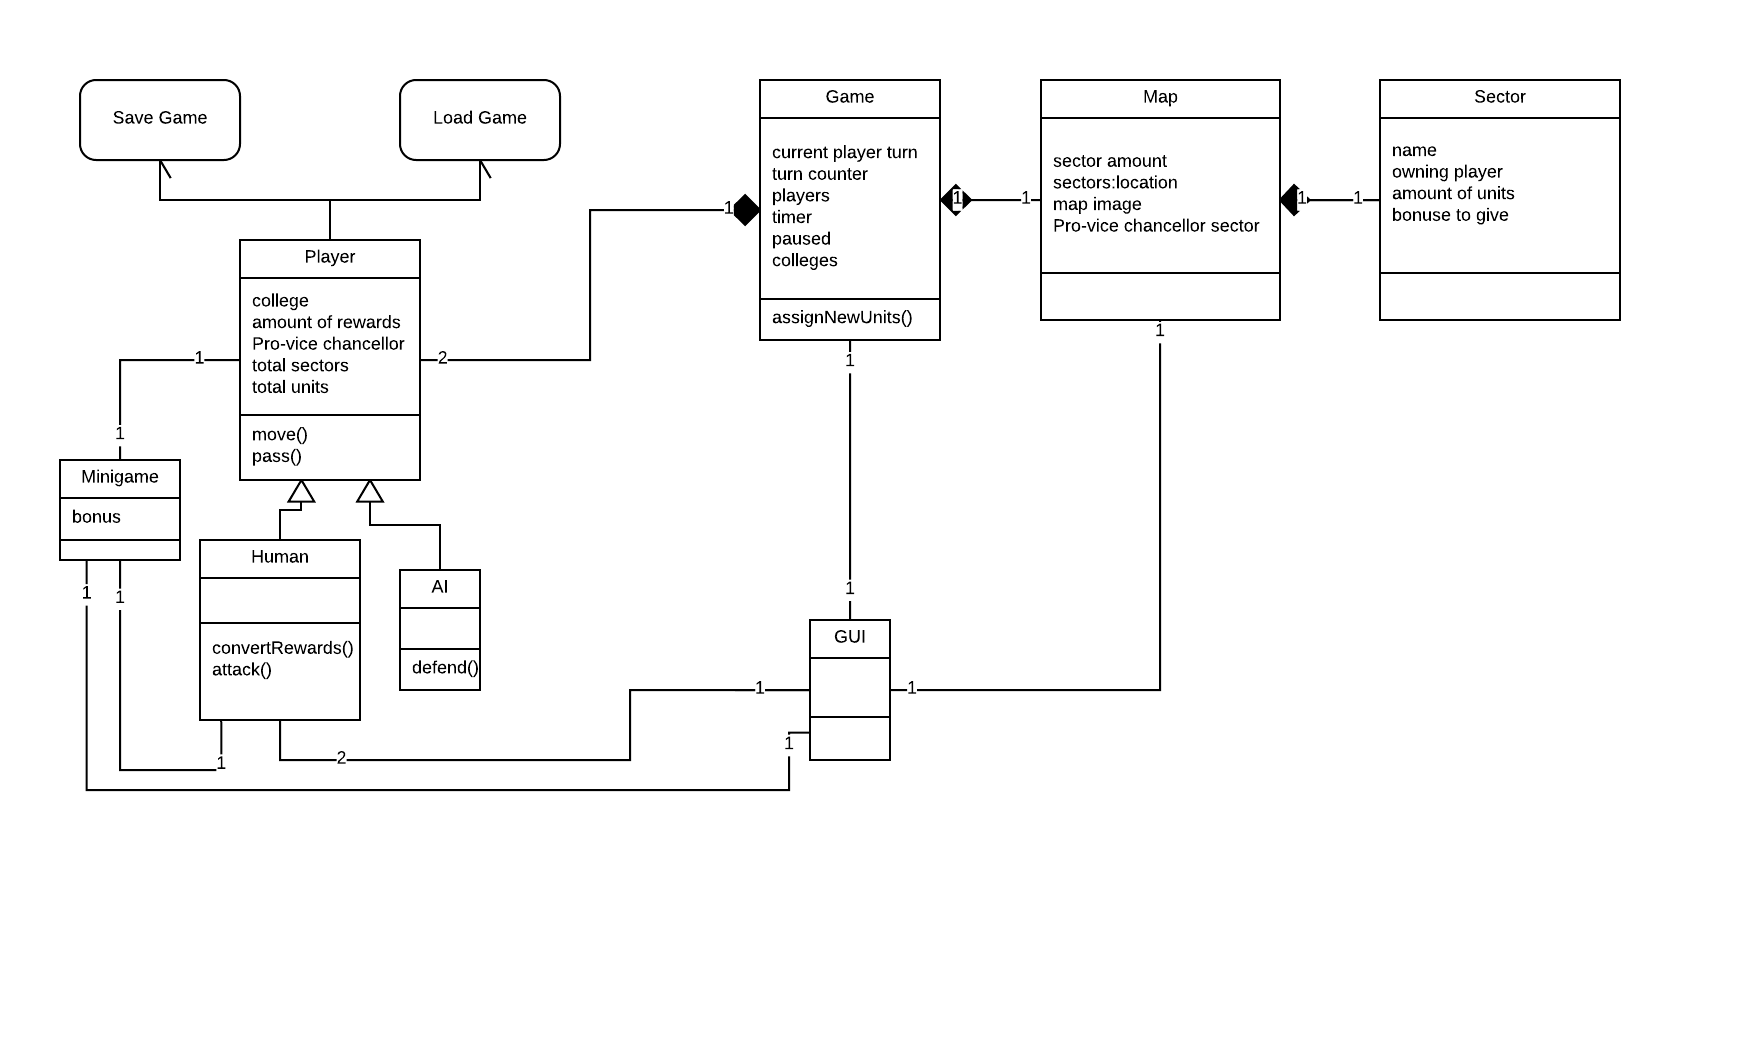 Save Game
Load Game
Game
current player turn
turn counter
players
timer
paused
colleges
assignNewUnits()
Map
sector amount
sectors:location
map image
Pro-vice chancellor sector
Sector
name
owning player
amount of units
bonuse to give
1
1
1
1
1
Player
college
amount of rewards
Pro-vice chancellor
total sectors
total units
move()
pass()
1
2
1
1
1
Minigame
bonus
1
1
Human
convertRewards()
attack()
AI
defend()
1
GUI
1
1
1
2
1